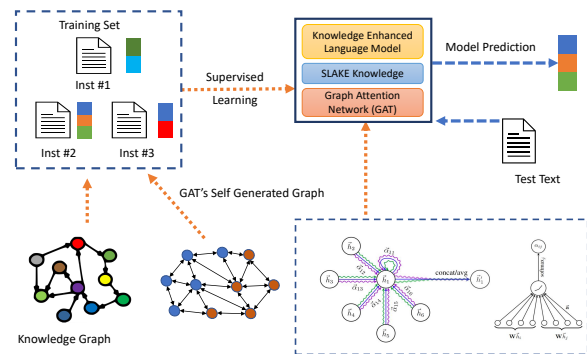 Training Set
Inst #1
Inst #2
Inst #3
Supervised
Learning
Knowledge Enhanced
Language Model
SLAKE Knowledge
Graph Attention
Network (GAT)
Model Prediction
Test Text
GAT's Self Generated Graph
Knowledge Graph
concat/avg
softmax